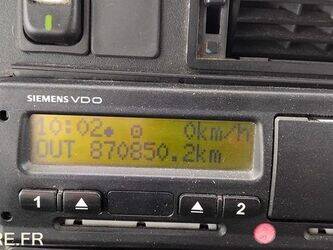 SIEMENS VDO
10:02 0km/h
OUT 870850.2km
1 2
RE.FR